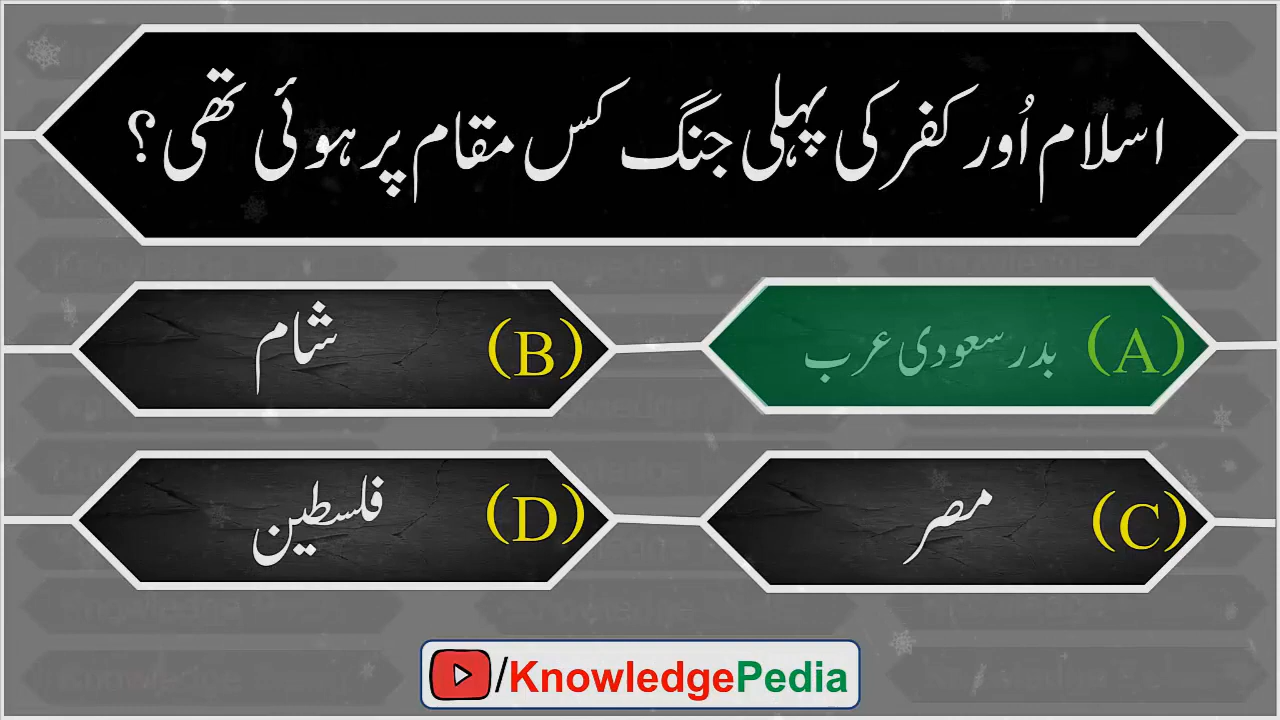 اسلام اُور کفر کی پہلی جنگ کس مقام پر ہوئی تھی؟
(A) بدر سعودی عرب
(B) شام
(C) مصر
(D) فلسطین
/KnowledgePedia